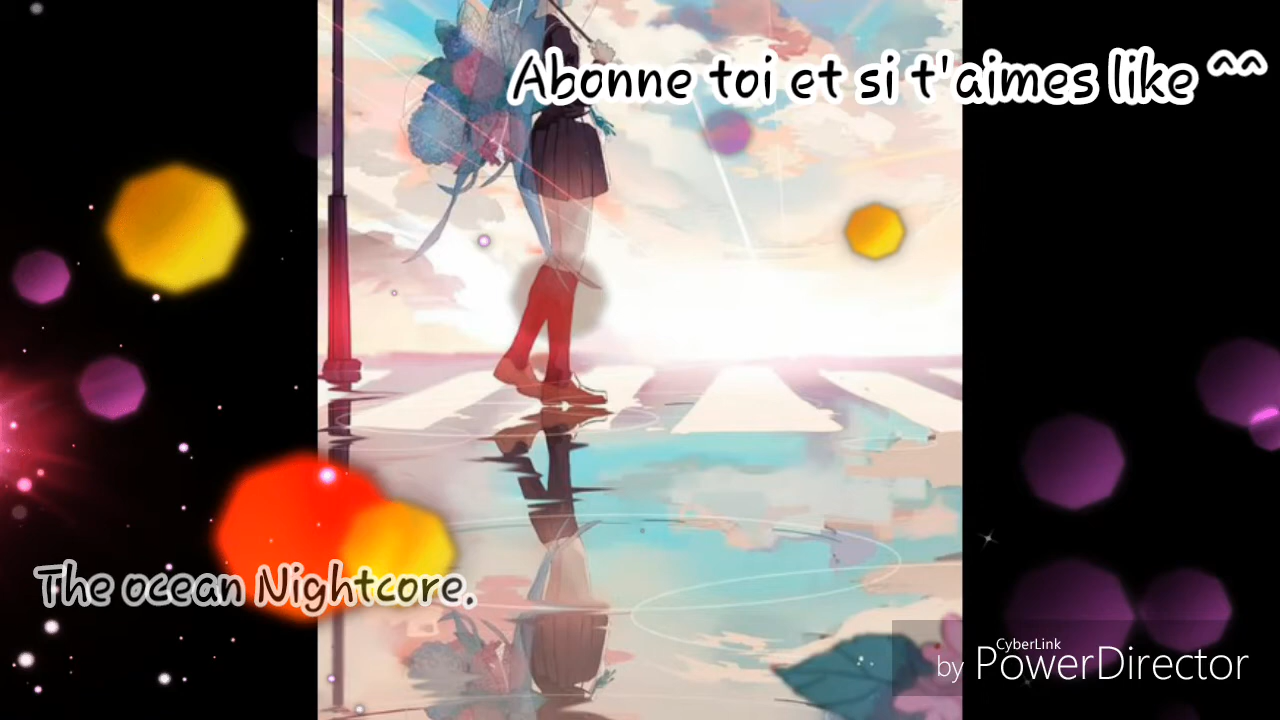 Abonne toi et si t'aimes like ^^
The ocean Nightcore.
CyberLink
by PowerDirector